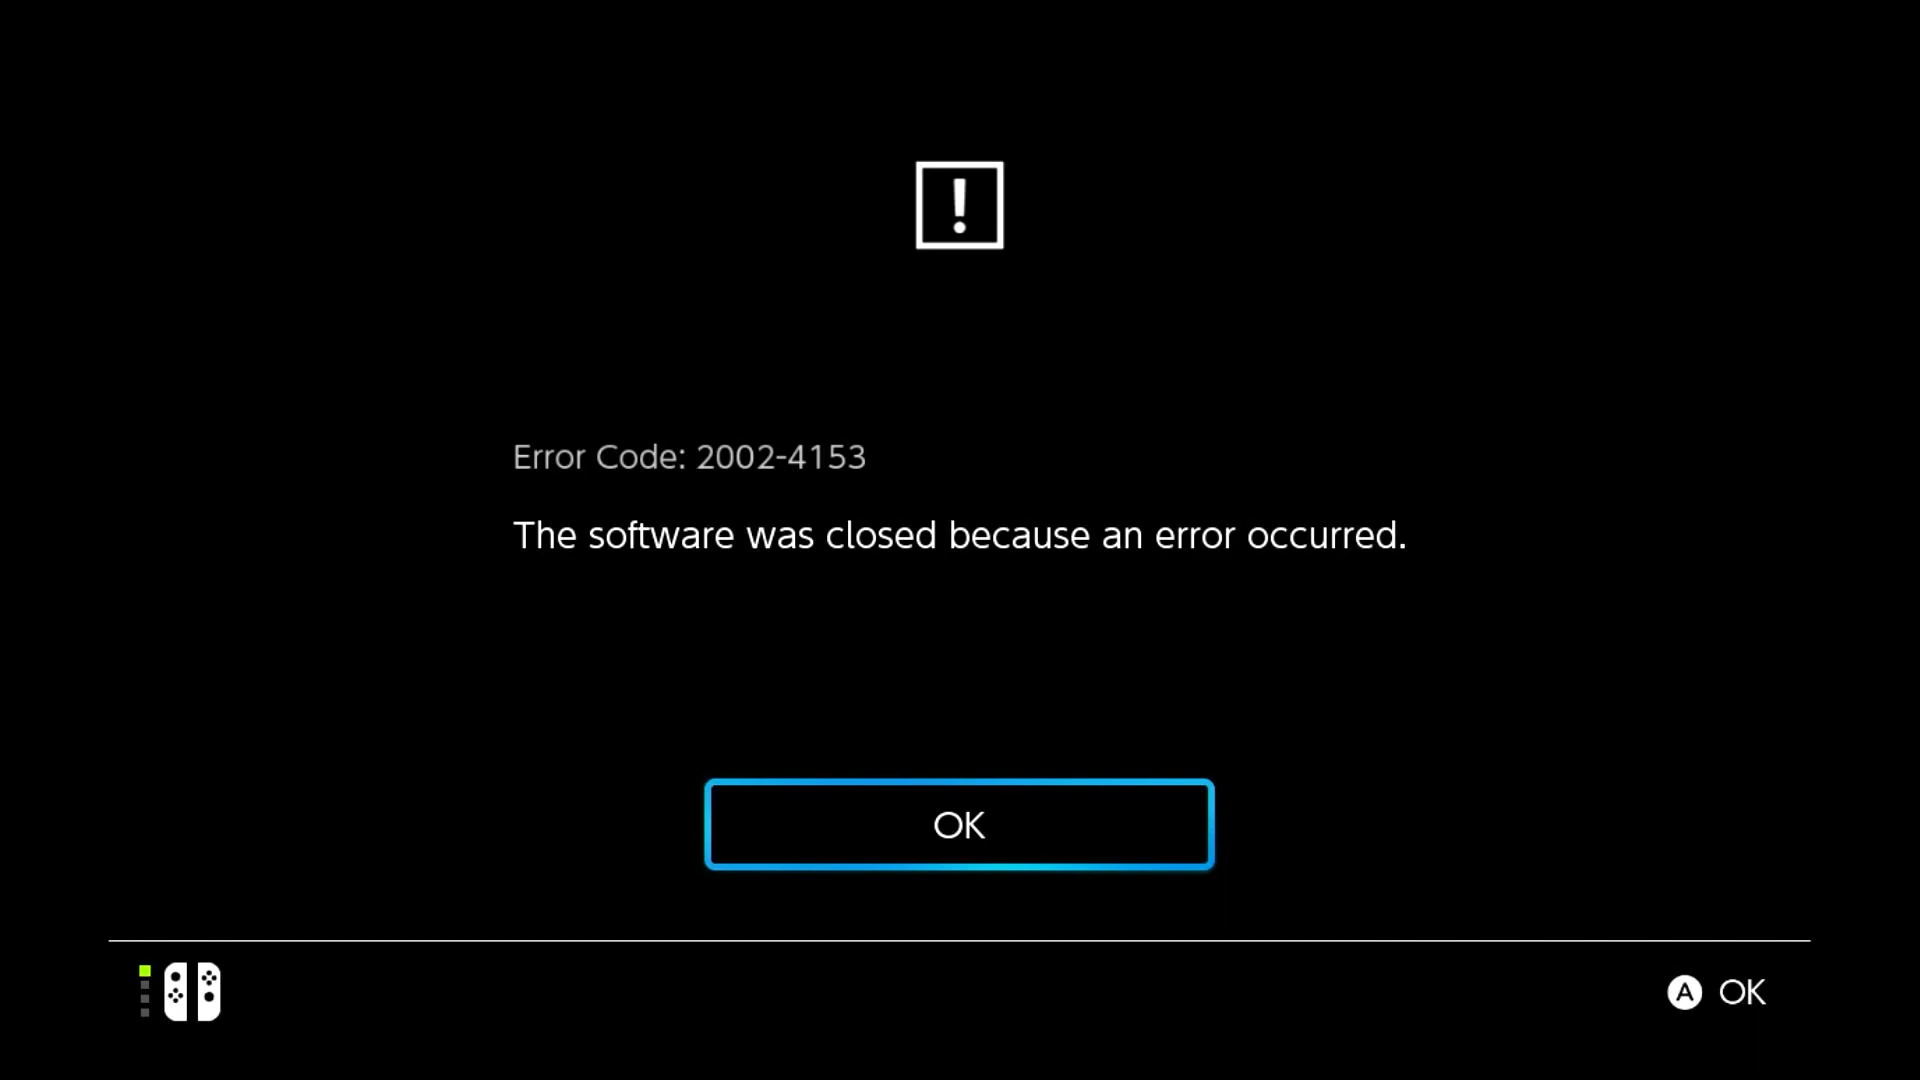 !
Error Code: 2002-4153
The software was closed because an error occurred.
OK
A OK